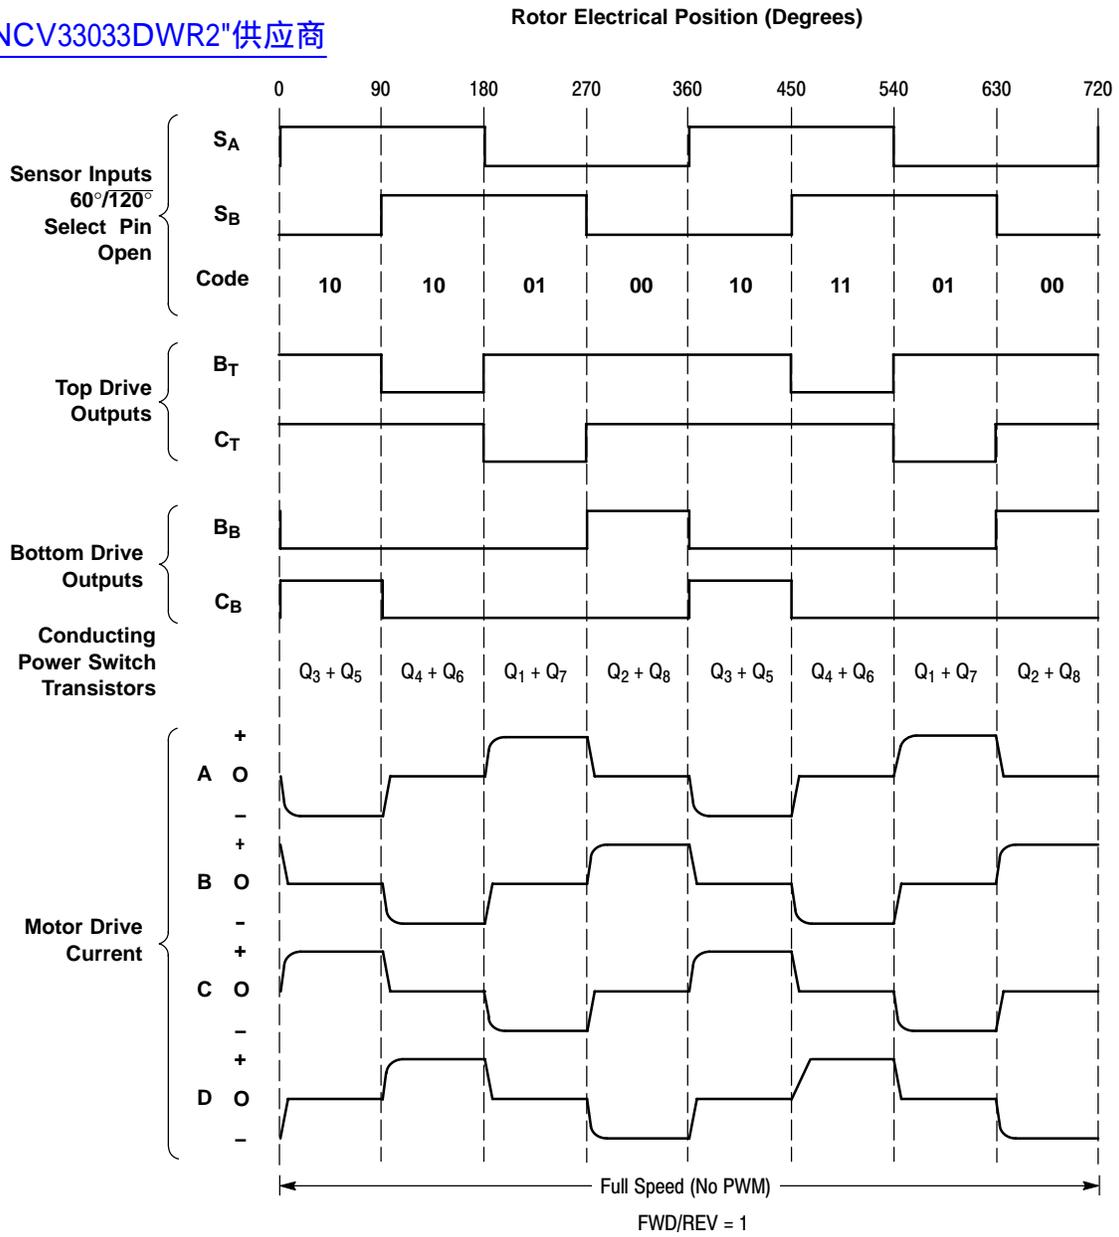 Rotor Electrical Position (Degrees)
NCV33033DWR2"供应商
0 90 180 270 360 450 540 630 720
Sensor Inputs
60°/120°
Select Pin
Open
SA
SB
Code
10 10 01 00 10 11 01 00
Top Drive
Outputs
BT
CT
Bottom Drive
Outputs
BB
CB
Conducting
Power Switch
Transistors
Q3 + Q5 Q4 + Q6 Q1 + Q7 Q2 + Q8 Q3 + Q5 Q4 + Q6 Q1 + Q7 Q2 + Q8
Motor Drive
Current
+
A O
−
+
B O
−
+
C O
−
+
D O
−
Full Speed (No PWM)
FWD/REV = 1